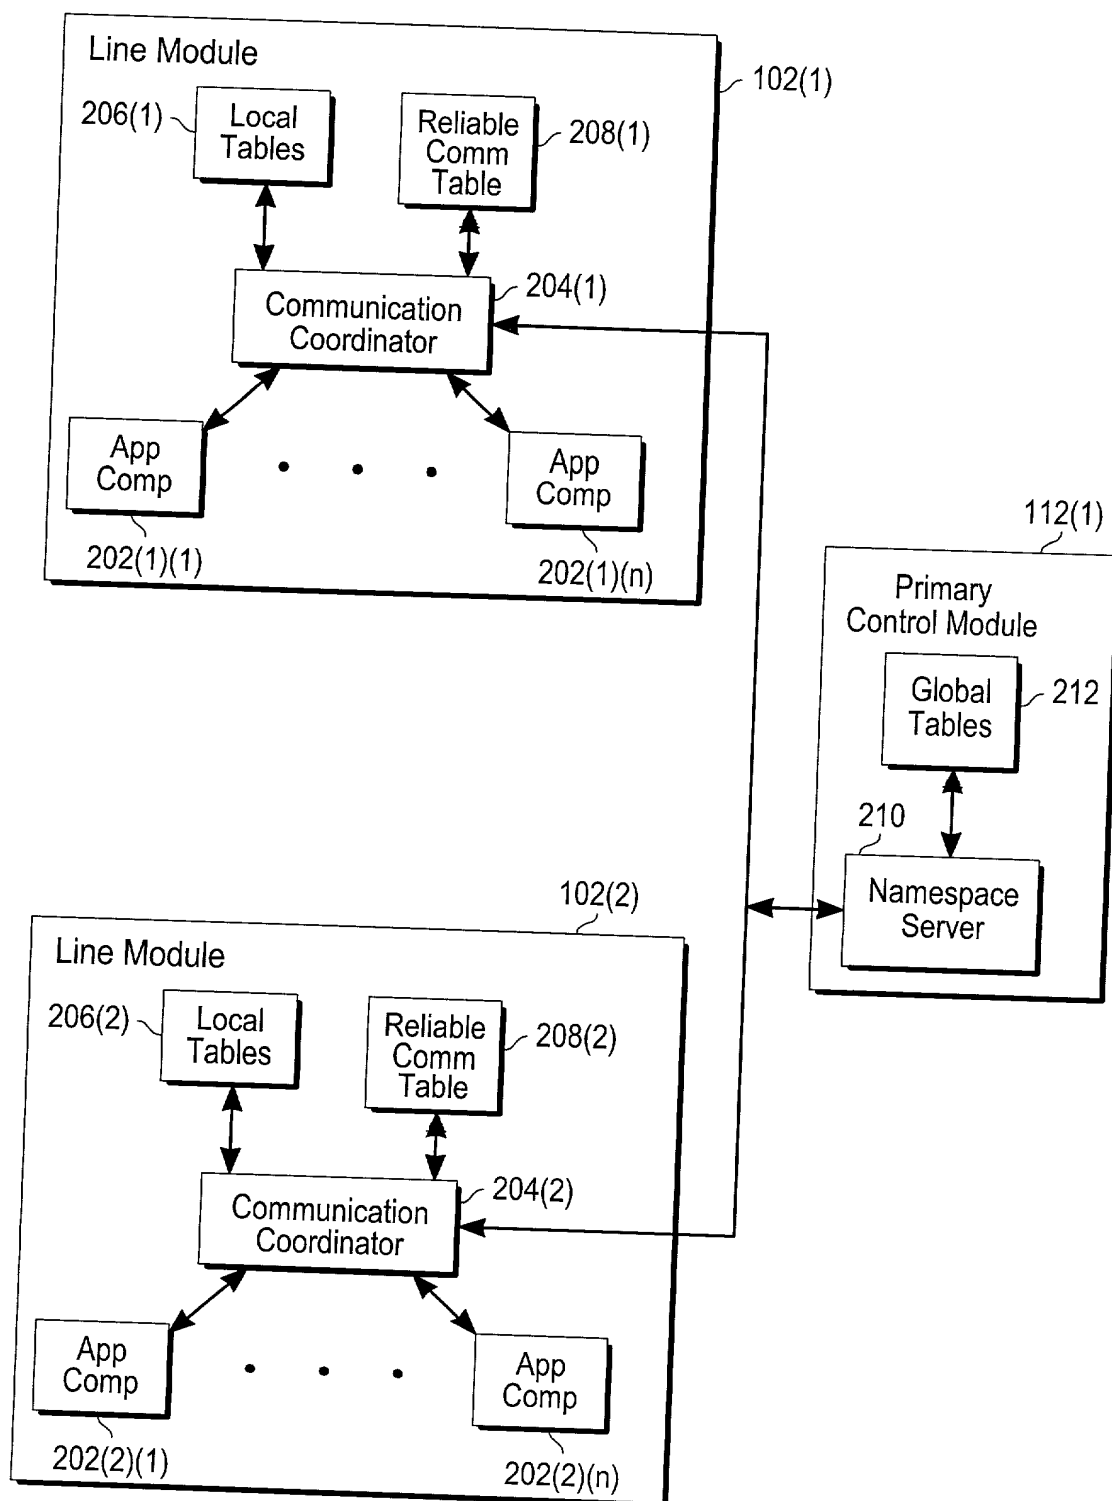 Line Module
102(1)
206(1)
Local
Tables
Reliable
Comm
Table
208(1)
204(1)
Communication
Coordinator
App
Comp
App
Comp
202(1)(1)
202(1)(n)
112(1)
Primary
Control Module
Global
Tables
212
210
Namespace
Server
102(2)
Line Module
206(2)
Local
Tables
Reliable
Comm
Table
208(2)
204(2)
Communication
Coordinator
App
Comp
App
Comp
202(2)(1)
202(2)(n)